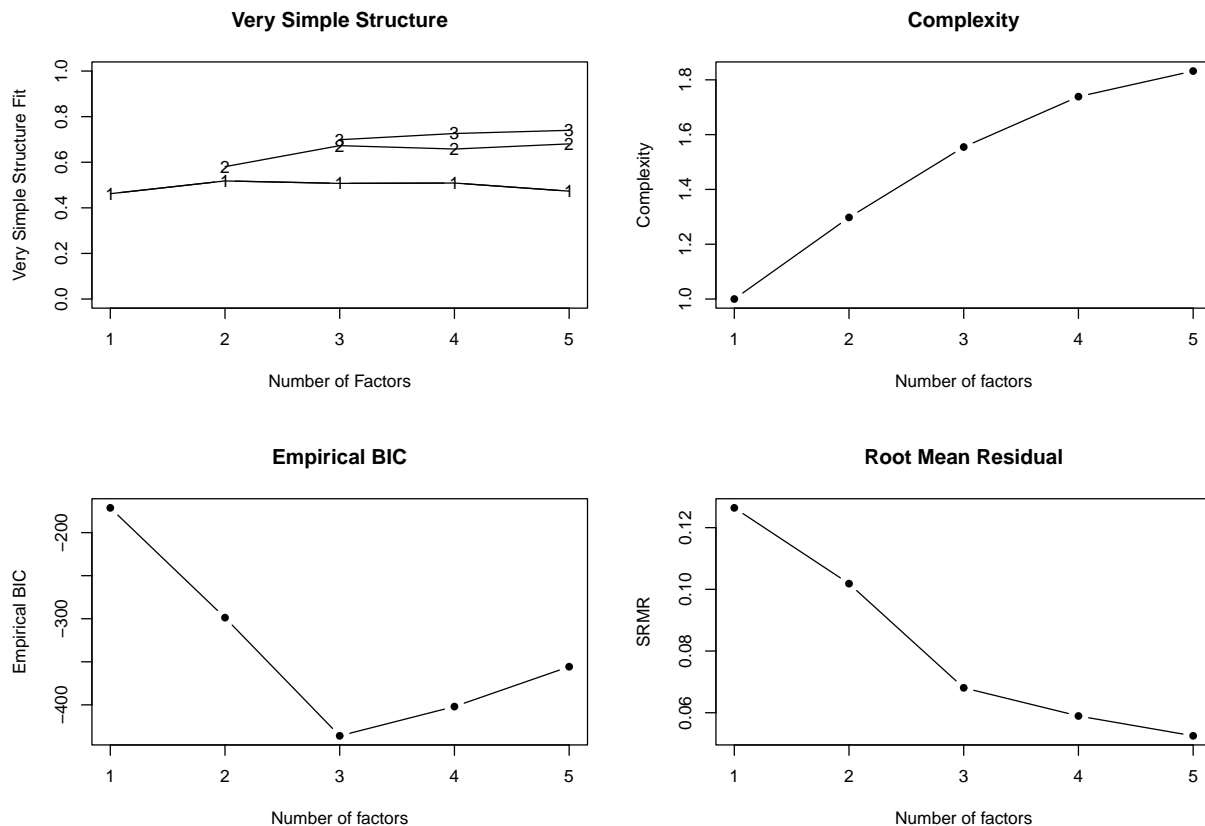 Very Simple Structure
Very Simple Structure Fit
1.0
0.8
0.6
0.4
0.2
0.0
1 1 1 1 1
2 2 2 2
3 3 3
1 2 3 4 5
Number of Factors
Complexity
Complexity
1.8
1.6
1.4
1.2
1.0
1 2 3 4 5
Number of factors
Empirical BIC
Empirical BIC
−200
−300
−400
1 2 3 4 5
Number of factors
Root Mean Residual
SRMR
0.12
0.10
0.08
0.06
1 2 3 4 5
Number of factors